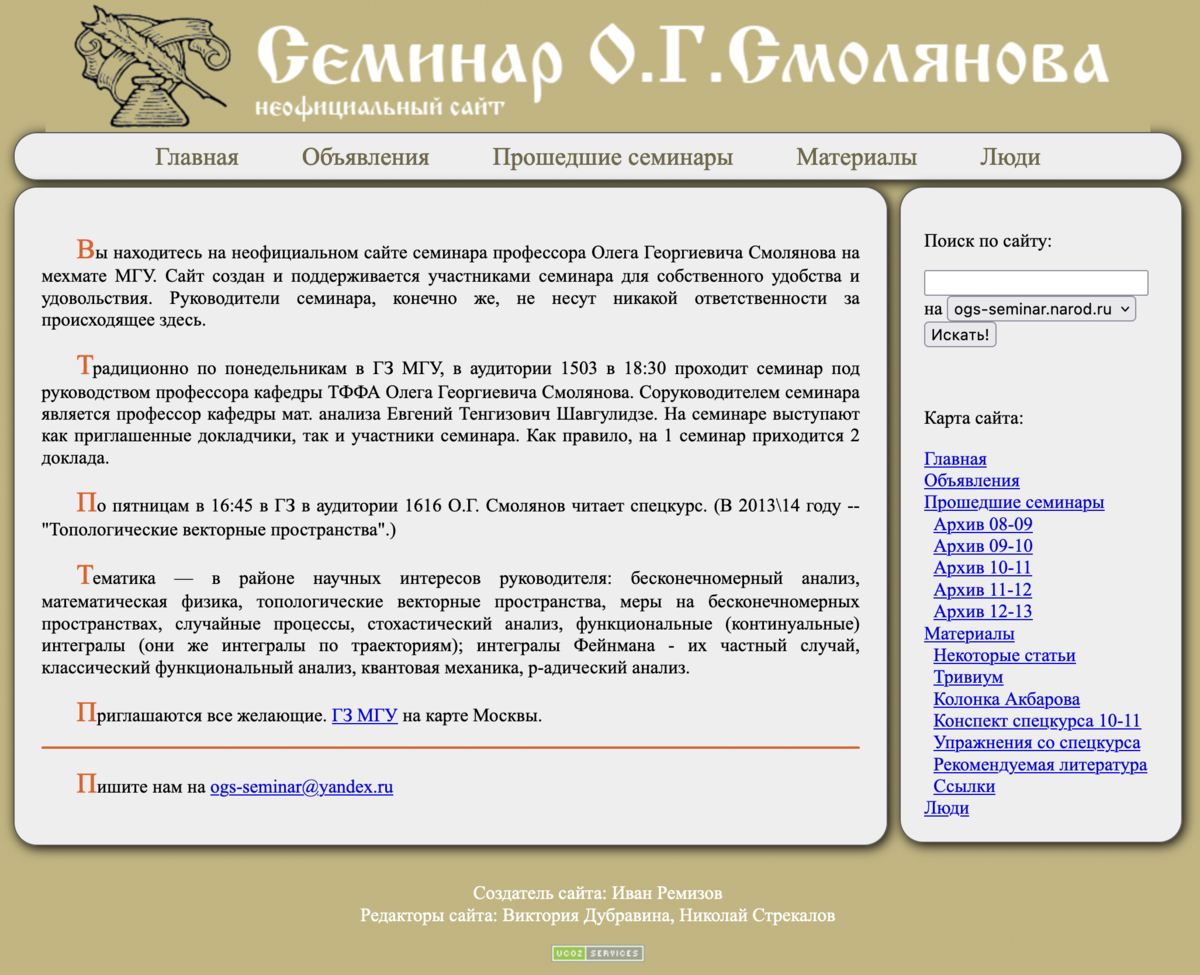 Семинар О.Г.Смолянова
неофициальный сайт
Главная Объявления Прошедшие семинары Материалы Люди
Вы находитесь на неофициальном сайте семинара профессора Олега Георгиевича Смолянова на
мехмате МГУ. Сайт создан и поддерживается участниками семинара для собственного удобства и
удовольствия. Руководители семинара, конечно же, не несут никакой ответственности за
происходящее здесь.
Традиционно по понедельникам в ГЗ МГУ, в аудитории 1503 в 18:30 проходит семинар под
руководством профессора кафедры ТФФА Олега Георгиевича Смолянова. Соруководителем семинара
является профессор кафедры мат. анализа Евгений Тенгизович Шавгулидзе. На семинаре выступают
как приглашенные докладчики, так и участники семинара. Как правило, на 1 семинар приходится 2
доклада.
По пятницам в 16:45 в ГЗ в аудитории 1616 О.Г. Смолянов читает спецкурс. (В 2013\14 году --
"Топологические векторные пространства".)
Тематика — в районе научных интересов руководителя: бесконечномерный анализ,
математическая физика, топологические векторные пространства, меры на бесконечномерных
пространствах, случайные процессы, стохастический анализ, функциональные (континуальные)
интегралы (они же интегралы по траекториям); интегралы Фейнмана - их частный случай,
классический функциональный анализ, квантовая механика, p-адический анализ.
Приглашаются все желающие. ГЗ МГУ на карте Москвы.
Пишите нам на ogs-seminar@yandex.ru
Поиск по сайту:
на ogs-seminar.narod.ru
Искать!
Карта сайта:
Главная
Объявления
Прошедшие семинары
Архив 08-09
Архив 09-10
Архив 10-11
Архив 11-12
Архив 12-13
Материалы
Некоторые статьи
Тривиум
Колонка Акбарова
Конспект спецкурса 10-11
Упражнения со спецкурса
Рекомендуемая литература
Ссылки
Люди
Создатель сайта: Иван Ремизов
Редакторы сайта: Виктория Дубравина, Николай Стрекалов
UCOZ SERVICES